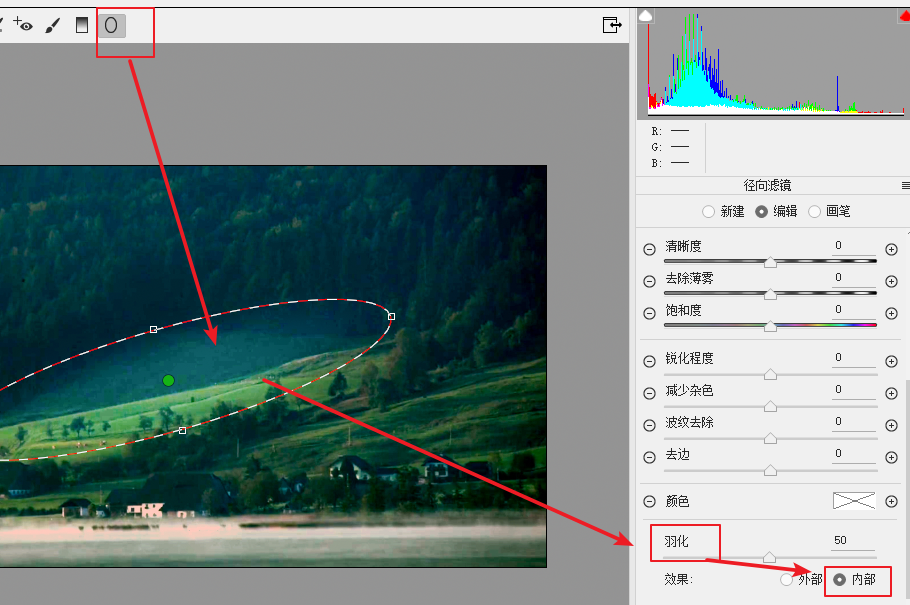 R:
G:
B:
径向滤镜
新建 编辑 画笔
清晰度 0
去除薄雾 0
饱和度 0
锐化程度 0
减少杂色 0
波纹去除 0
去边 0
颜色
羽化 50
效果: 外部 内部